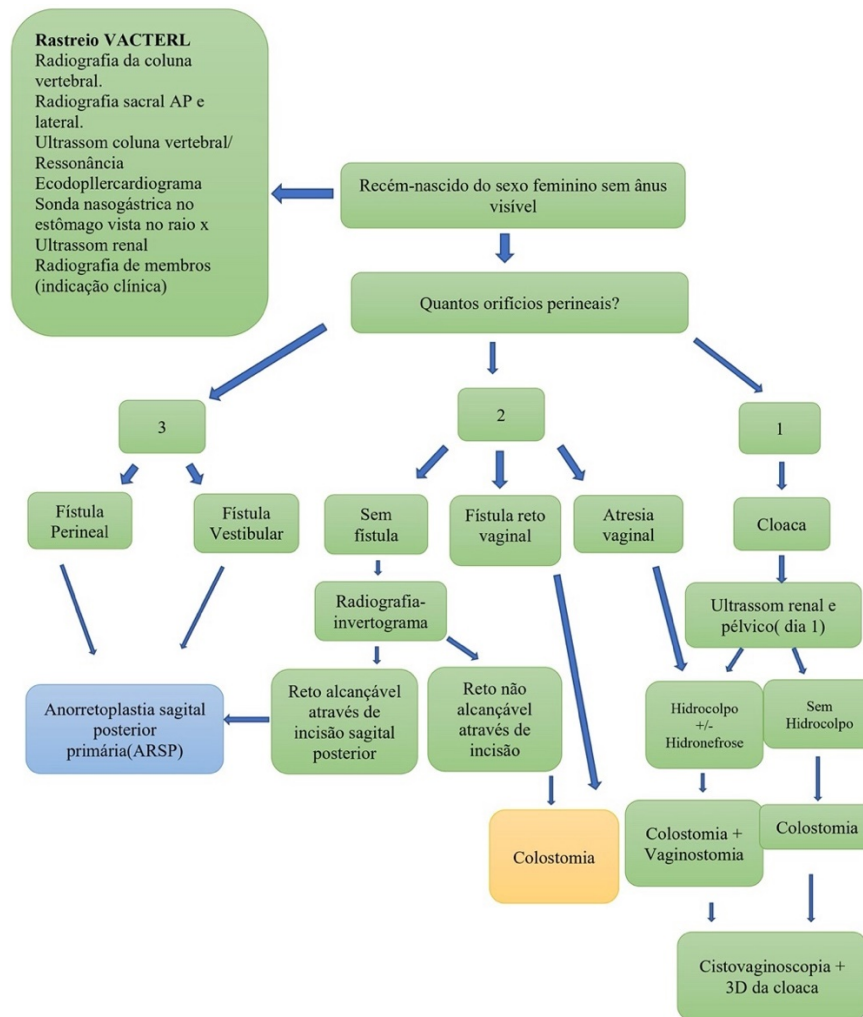 Rastreio VACTERL
Radiografia da coluna
vertebral.
Radiografia sacral AP e
lateral.
Ultrassom coluna vertebral/
Ressonância
Ecodopllercardiograma
Sonda nasogástrica no
estômago vista no raio x
Ultrassom renal
Radiografia de membros
(indicação clínica)
Recém-nascido do sexo feminino sem ânus
visível
Quantos orifícios perineais?
3
2
1
Fístula
Perineal
Fístula
Vestibular
Sem
fístula
Fístula reto
vaginal
Atresia
vaginal
Cloaca
Radiografia-
invertograma
Ultrassom renal e
pélvico( dia 1)
Anorretoplastia sagital
posterior
primária(ARSP)
Reto alcançável
através de
incisão sagital
posterior
Reto não
alcançável
através de
incisão
Hidrocolpo
+/-
Hidronefrose
Sem
Hidrocolpo
Colostomia
Colostomia +
Vaginostomia
Colostomia
Cistovaginoscopia +
3D da cloaca